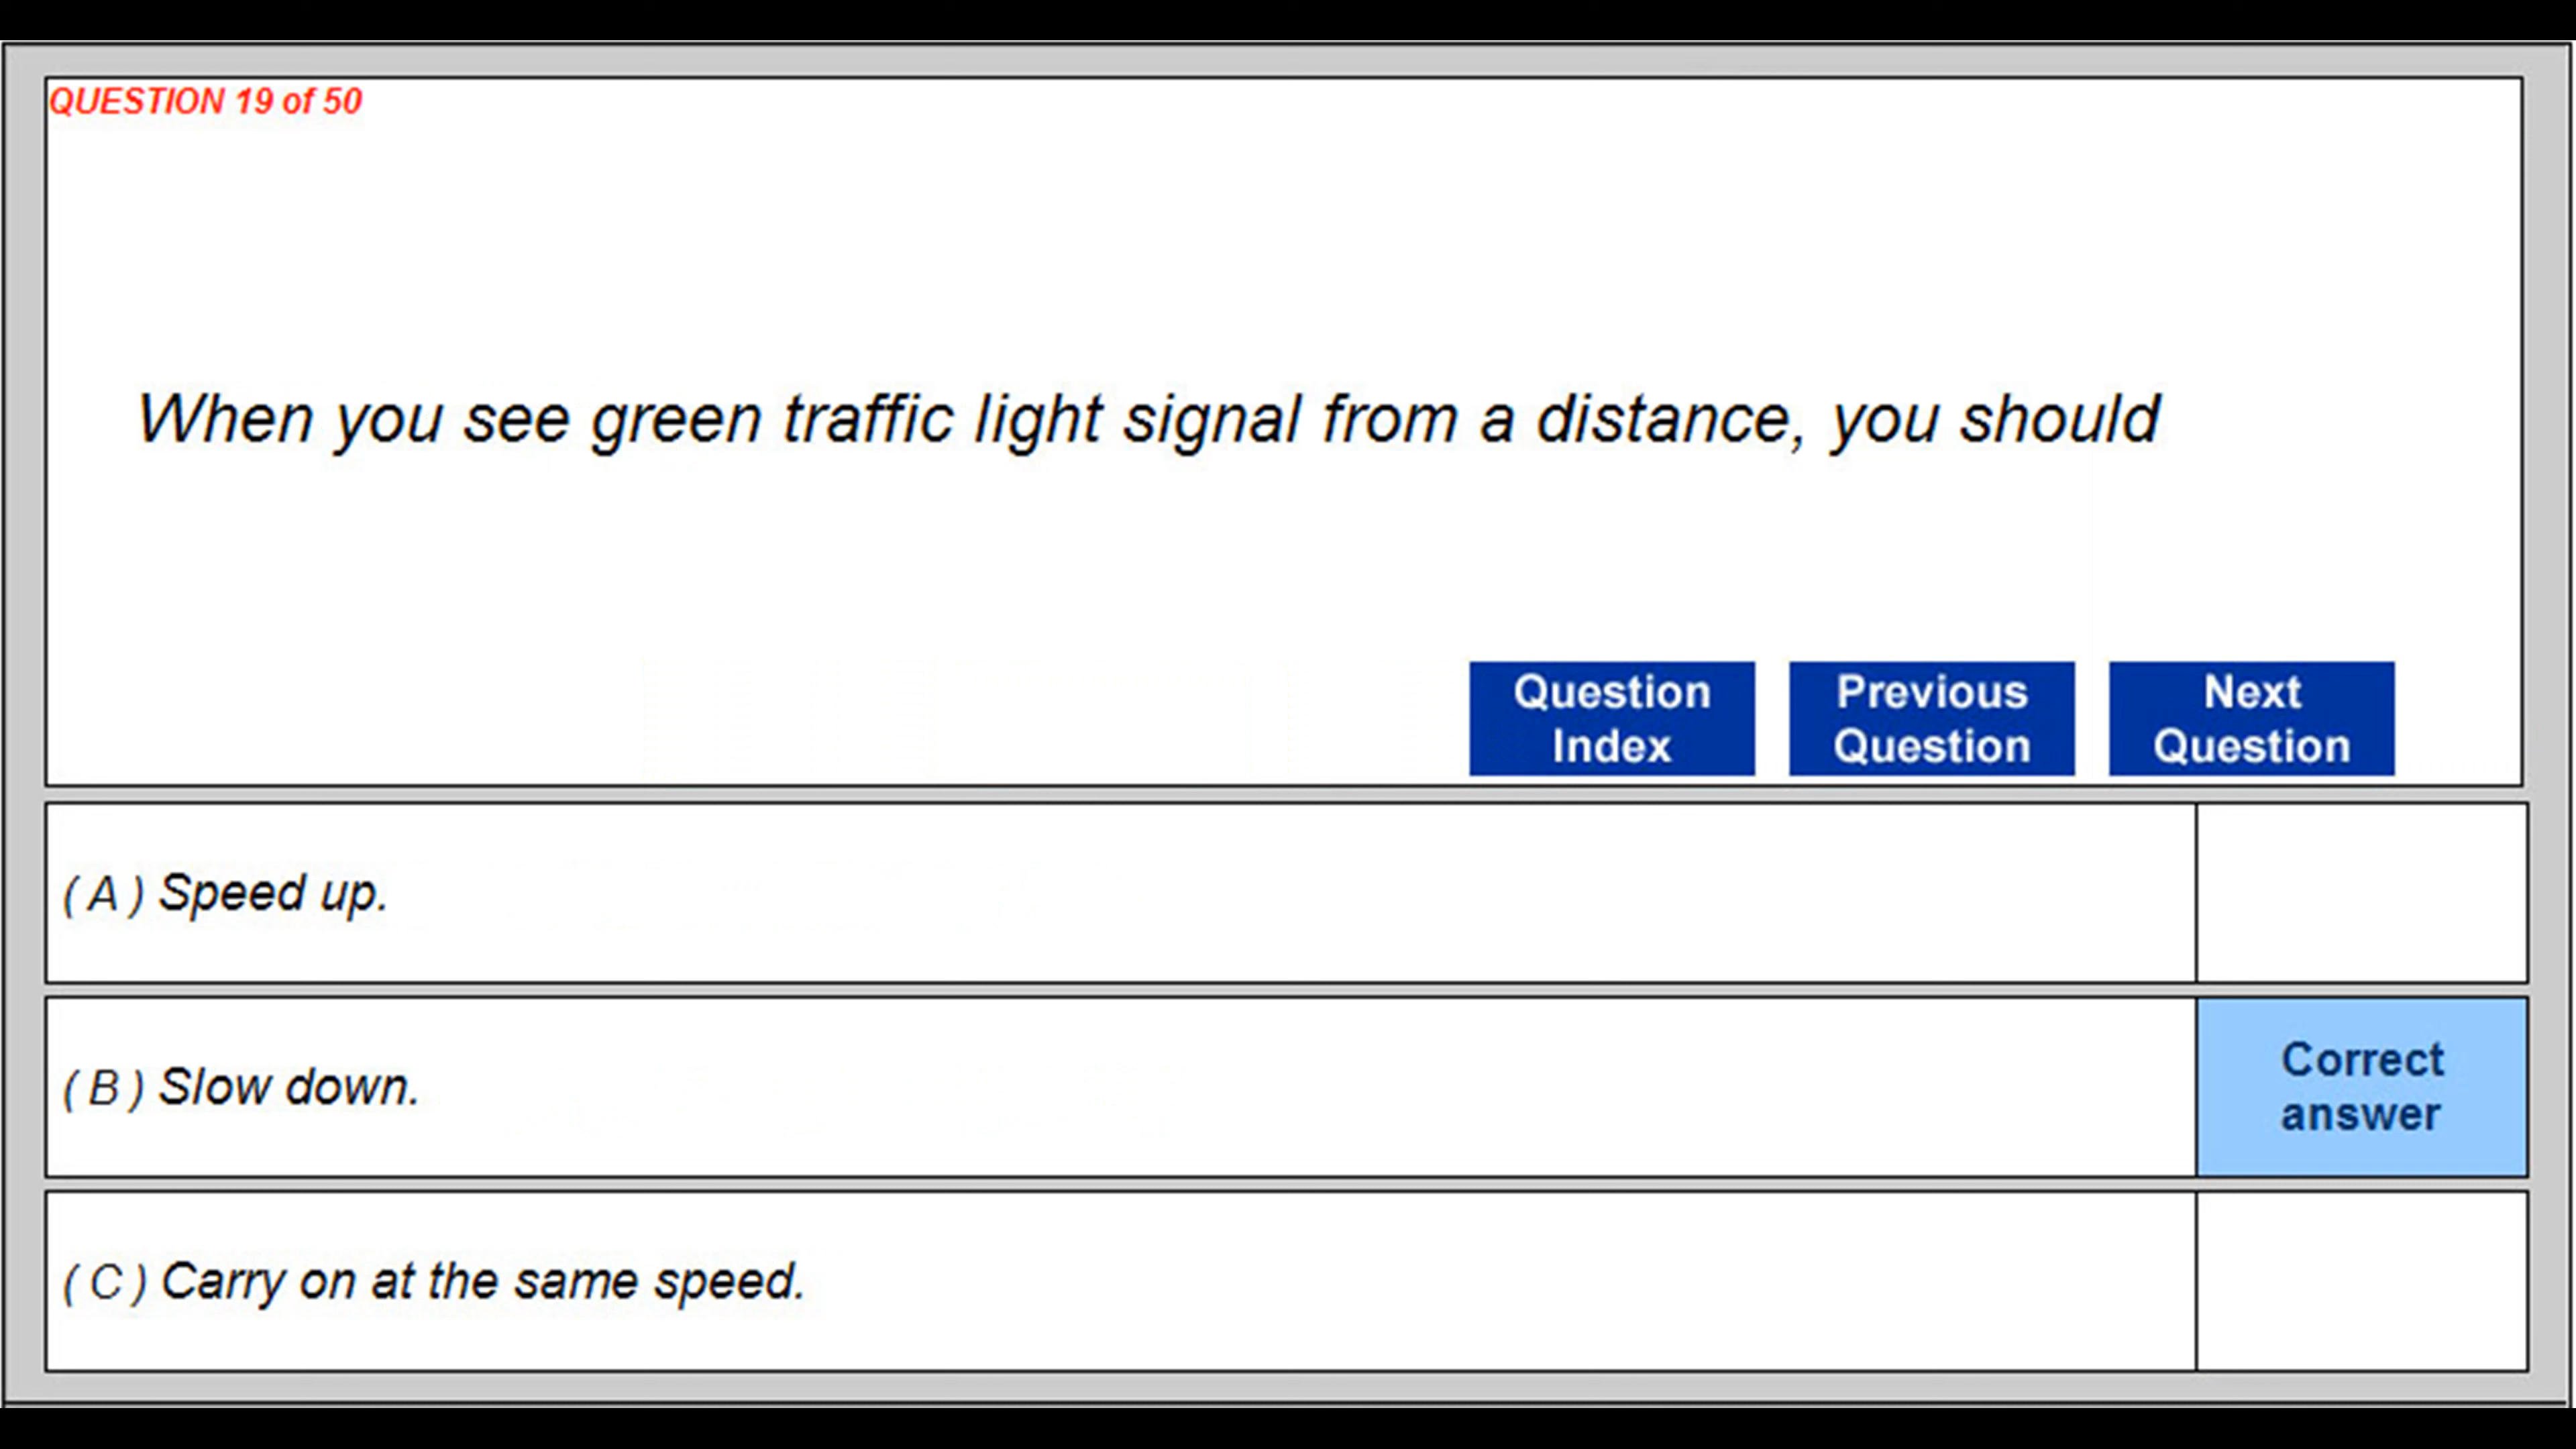 QUESTION 19 of 50
When you see green traffic light signal from a distance, you should
Question
Index
Previous
Question
Next
Question
( A ) Speed up.
( B ) Slow down.
Correct
answer
( C ) Carry on at the same speed.